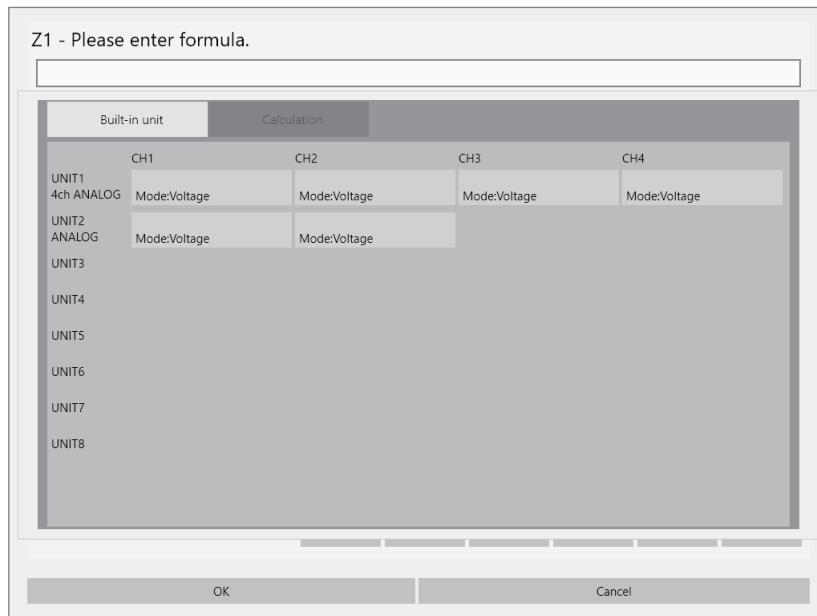 Z1 - Please enter formula.
Built-in unit Calculation
CH1 CH2 CH3 CH4
UNIT1
4ch ANALOG Mode:Voltage Mode:Voltage Mode:Voltage Mode:Voltage
UNIT2
ANALOG Mode:Voltage Mode:Voltage
UNIT3
UNIT4
UNIT5
UNIT6
UNIT7
UNIT8
OK Cancel